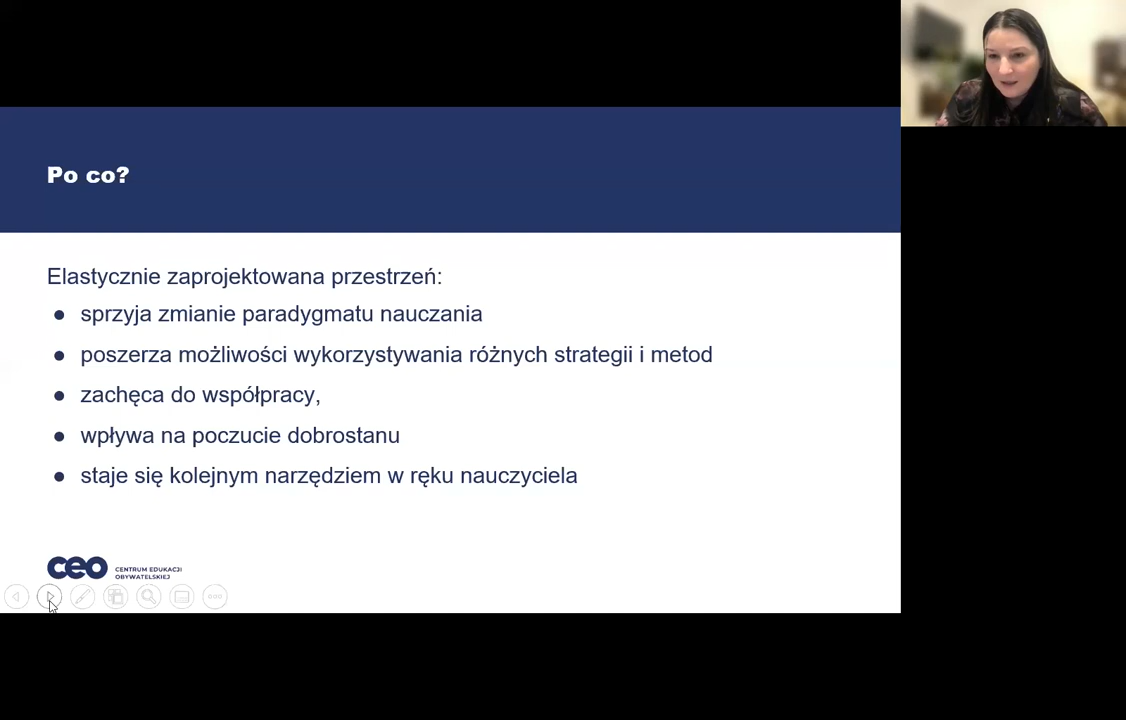 Po co?
Elastycznie zaprojektowana przestrzeń:
● sprzyja zmianie paradygmatu nauczania
● poszerza możliwości wykorzystywania różnych strategii i metod
● zachęca do współpracy,
● wpływa na poczucie dobrostanu
● staje się kolejnym narzędziem w ręku nauczyciela
ceo CENTRUM EDUKACJI
OBYWATELSKIEJ